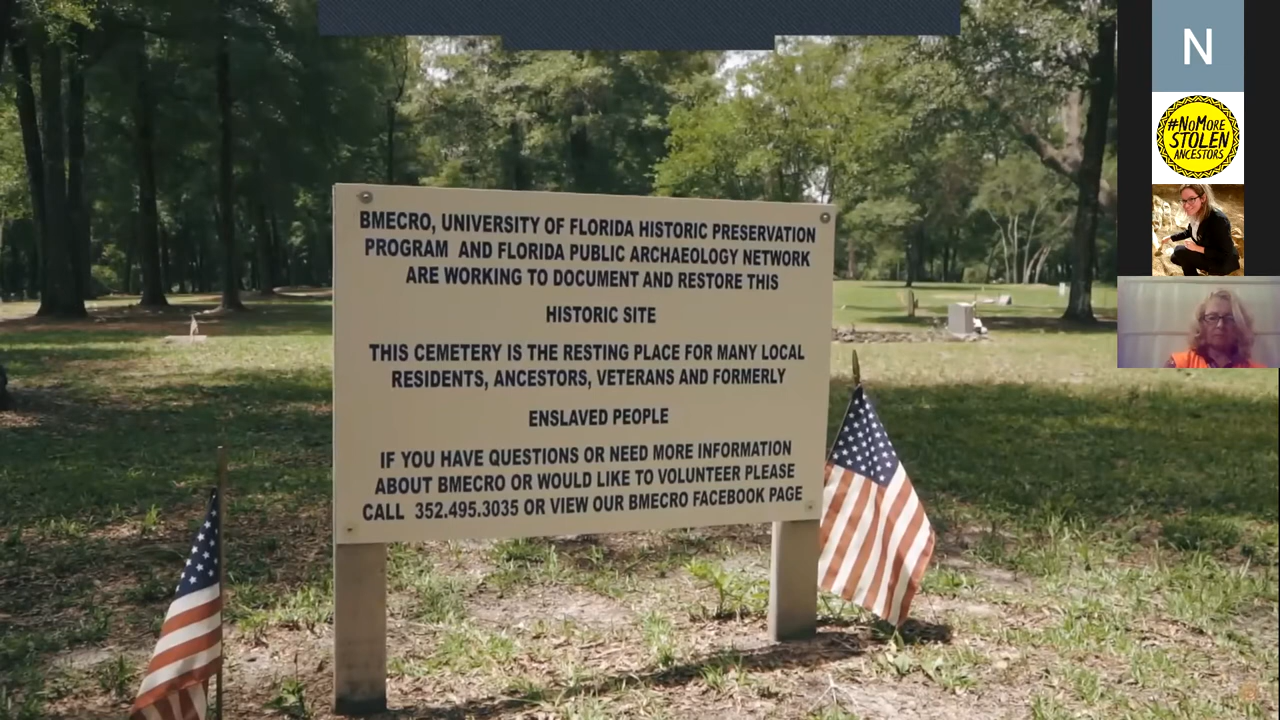 BMECRO, UNIVERSITY OF FLORIDA HISTORIC PRESERVATION
PROGRAM AND FLORIDA PUBLIC ARCHAEOLOGY NETWORK
ARE WORKING TO DOCUMENT AND RESTORE THIS
HISTORIC SITE
THIS CEMETERY IS THE RESTING PLACE FOR MANY LOCAL
RESIDENTS, ANCESTORS, VETERANS AND FORMERLY
ENSLAVED PEOPLE
IF YOU HAVE QUESTIONS OR NEED MORE INFORMATION
ABOUT BMECRO OR WOULD LIKE TO VOLUNTEER PLEASE
CALL 352.495.3035 OR VIEW OUR BMECRO FACEBOOK PAGE
N
#NOMORE
STOLEN
ANCESTORS